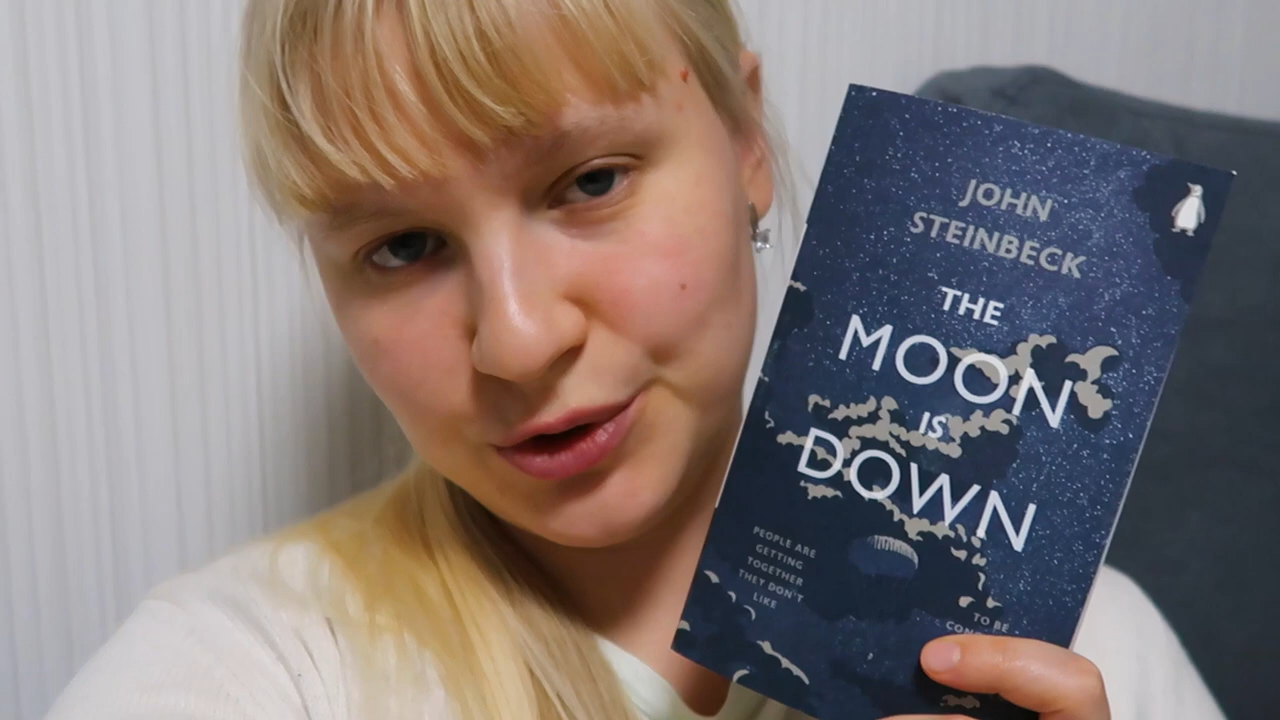 JOHN
STEINBECK
THE
MOON
IS
DOWN
PEOPLE ARE
GETTING
TOGETHER
THEY DON'T
LIKE
TO BE